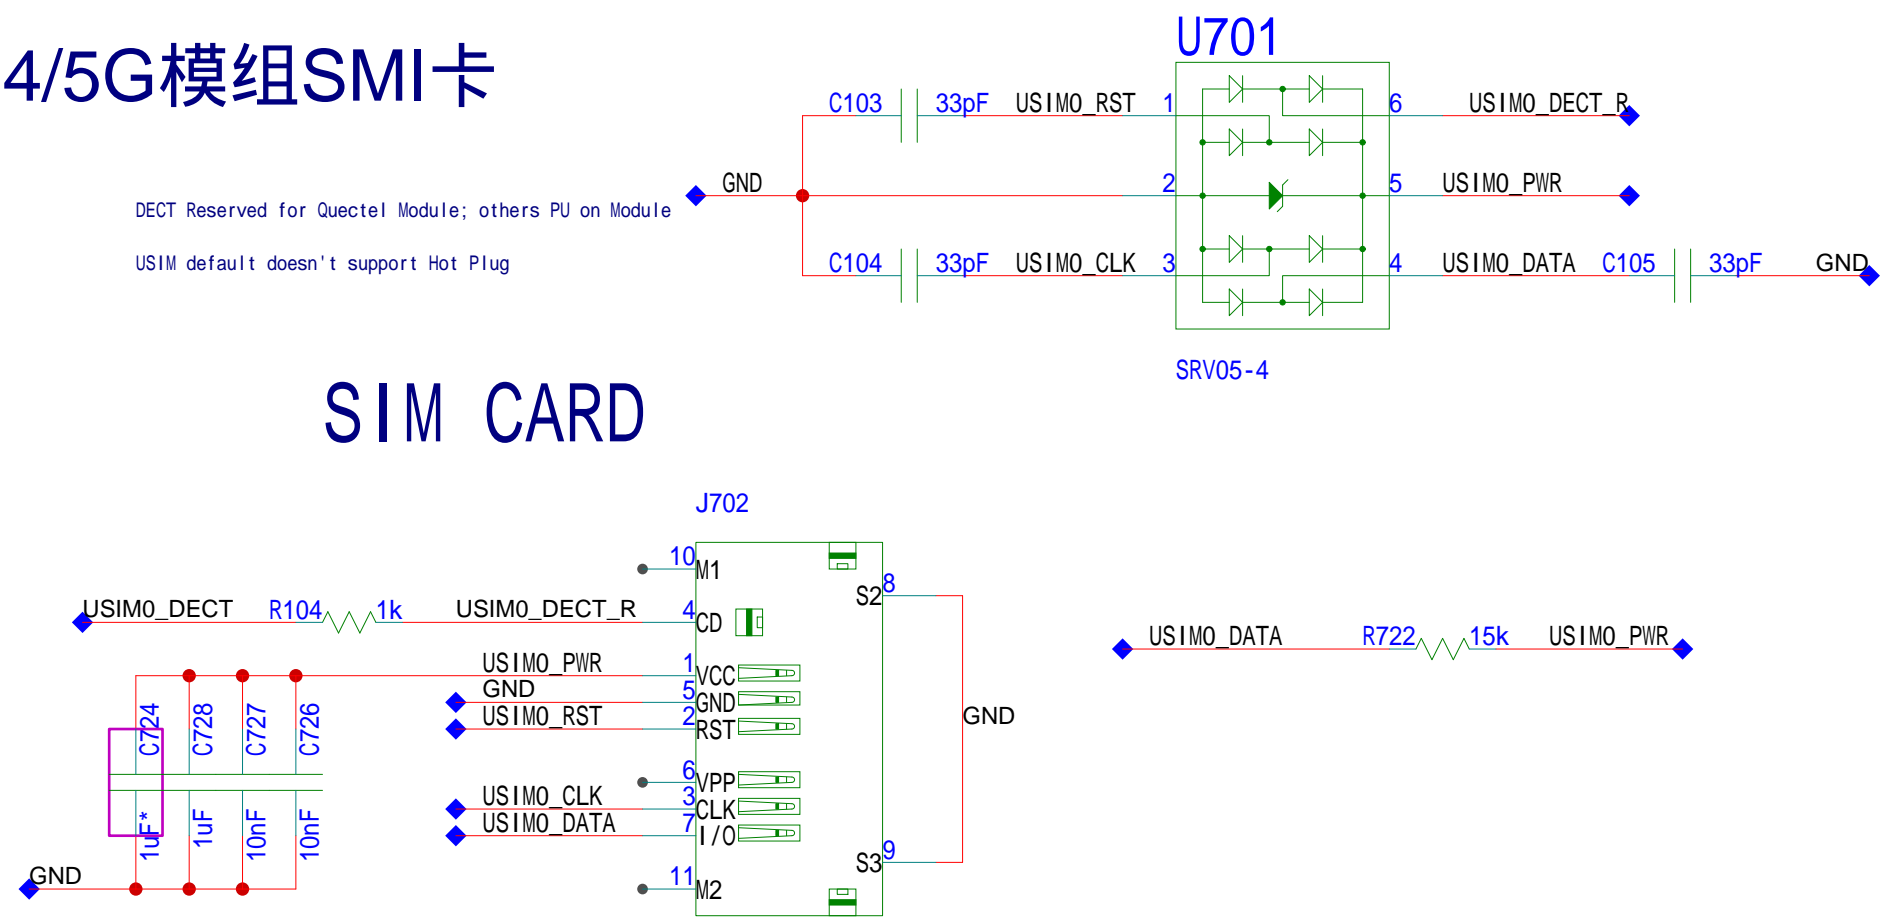 4/5G模组SMI卡
DECT Reserved for Quectel Module; others PU on Module
USIM default doesn't support Hot Plug
U701
C103 33pF USIM0_RST 1
6 USIM0_DECT_R
GND 2
5 USIM0_PWR
C104 33pF USIM0_CLK 3
4 USIM0_DATA C105 33pF GND
SRV05-4
SIM CARD
J702
10 M1
S2 8
USIM0_DECT R104 1k USIM0_DECT_R 4 CD
USIM0_PWR 1 VCC
GND 5 GND
USIM0_RST 2 RST
6 VPP
USIM0_CLK 3 CLK
USIM0_DATA 7 I/O
S3 9
11 M2
GND
C724 1uF*
C728 1uF
C727 10nF
C726 10nF
GND
USIM0_DATA R722 15k USIM0_PWR